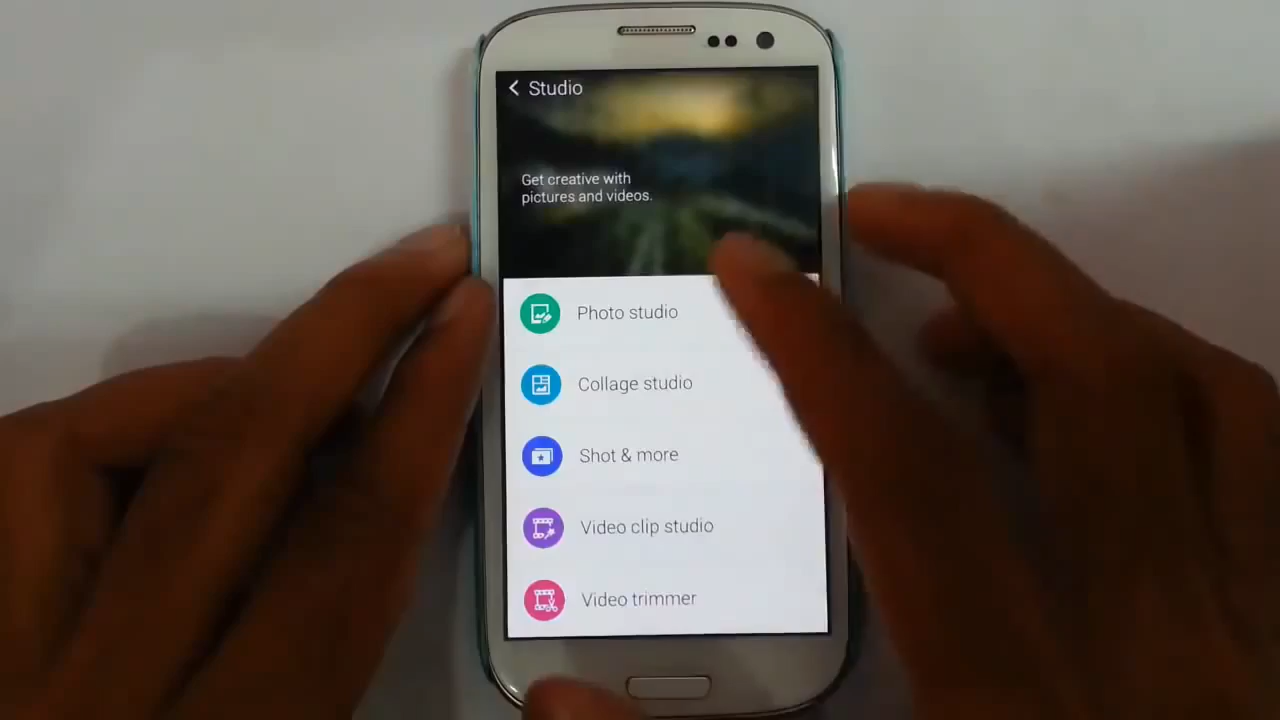 Studio
Get creative with
pictures and videos.
Photo studio
Collage studio
Shot & more
Video clip studio
Video trimmer